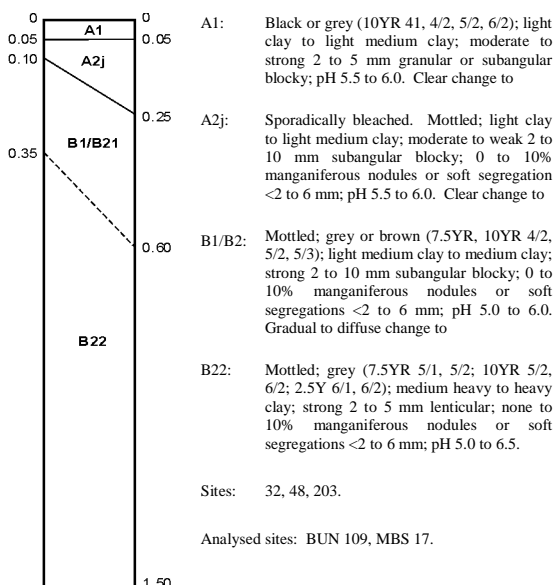 0
0
A1
0.05
0.05
A2j
0.10
0.25
B1/B21
0.35
0.60
B22
1.50
A1: Black or grey (10YR 41, 4/2, 5/2, 6/2); light
clay to light medium clay; moderate to
strong 2 to 5 mm granular or subangular
blocky; pH 5.5 to 6.0. Clear change to
A2j: Sporadically bleached. Mottled; light clay
to light medium clay; moderate to weak 2 to
10 mm subangular blocky; 0 to 10%
manganiferous nodules or soft segregation
<2 to 6 mm; pH 5.5 to 6.0. Clear change to
B1/B2: Mottled; grey or brown (7.5YR, 10YR 4/2,
5/2, 5/3); light medium clay to medium clay;
strong 2 to 10 mm subangular blocky; 0 to
10% manganiferous nodules or soft
segregations <2 to 6 mm; pH 5.0 to 6.0.
Gradual to diffuse change to
B22: Mottled; grey (7.5YR 5/1, 5/2; 10YR 5/2,
6/2; 2.5Y 6/1, 6/2); medium heavy to heavy
clay; strong 2 to 5 mm lenticular; none to
10% manganiferous nodules or soft
segregations <2 to 6 mm; pH 5.0 to 6.5.
Sites: 32, 48, 203.
Analysed sites: BUN 109, MBS 17.